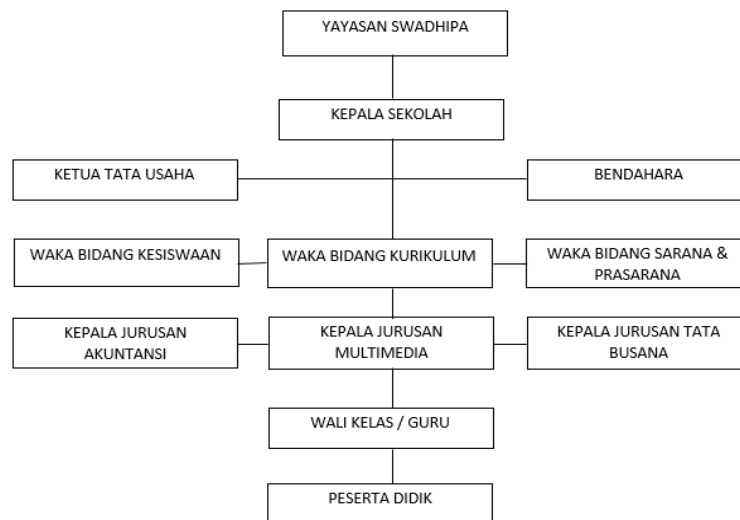 YAYASAN SWADHIPA
KEPALA SEKOLAH
KETUA TATA USAHA
BENDAHARA
WAKA BIDANG KESISWAAN
WAKA BIDANG KURIKULUM
WAKA BIDANG SARANA &
PRASARANA
KEPALA JURUSAN
AKUNTANSI
KEPALA JURUSAN
MULTIMEDIA
KEPALA JURUSAN TATA
BUSANA
WALI KELAS / GURU
PESERTA DIDIK